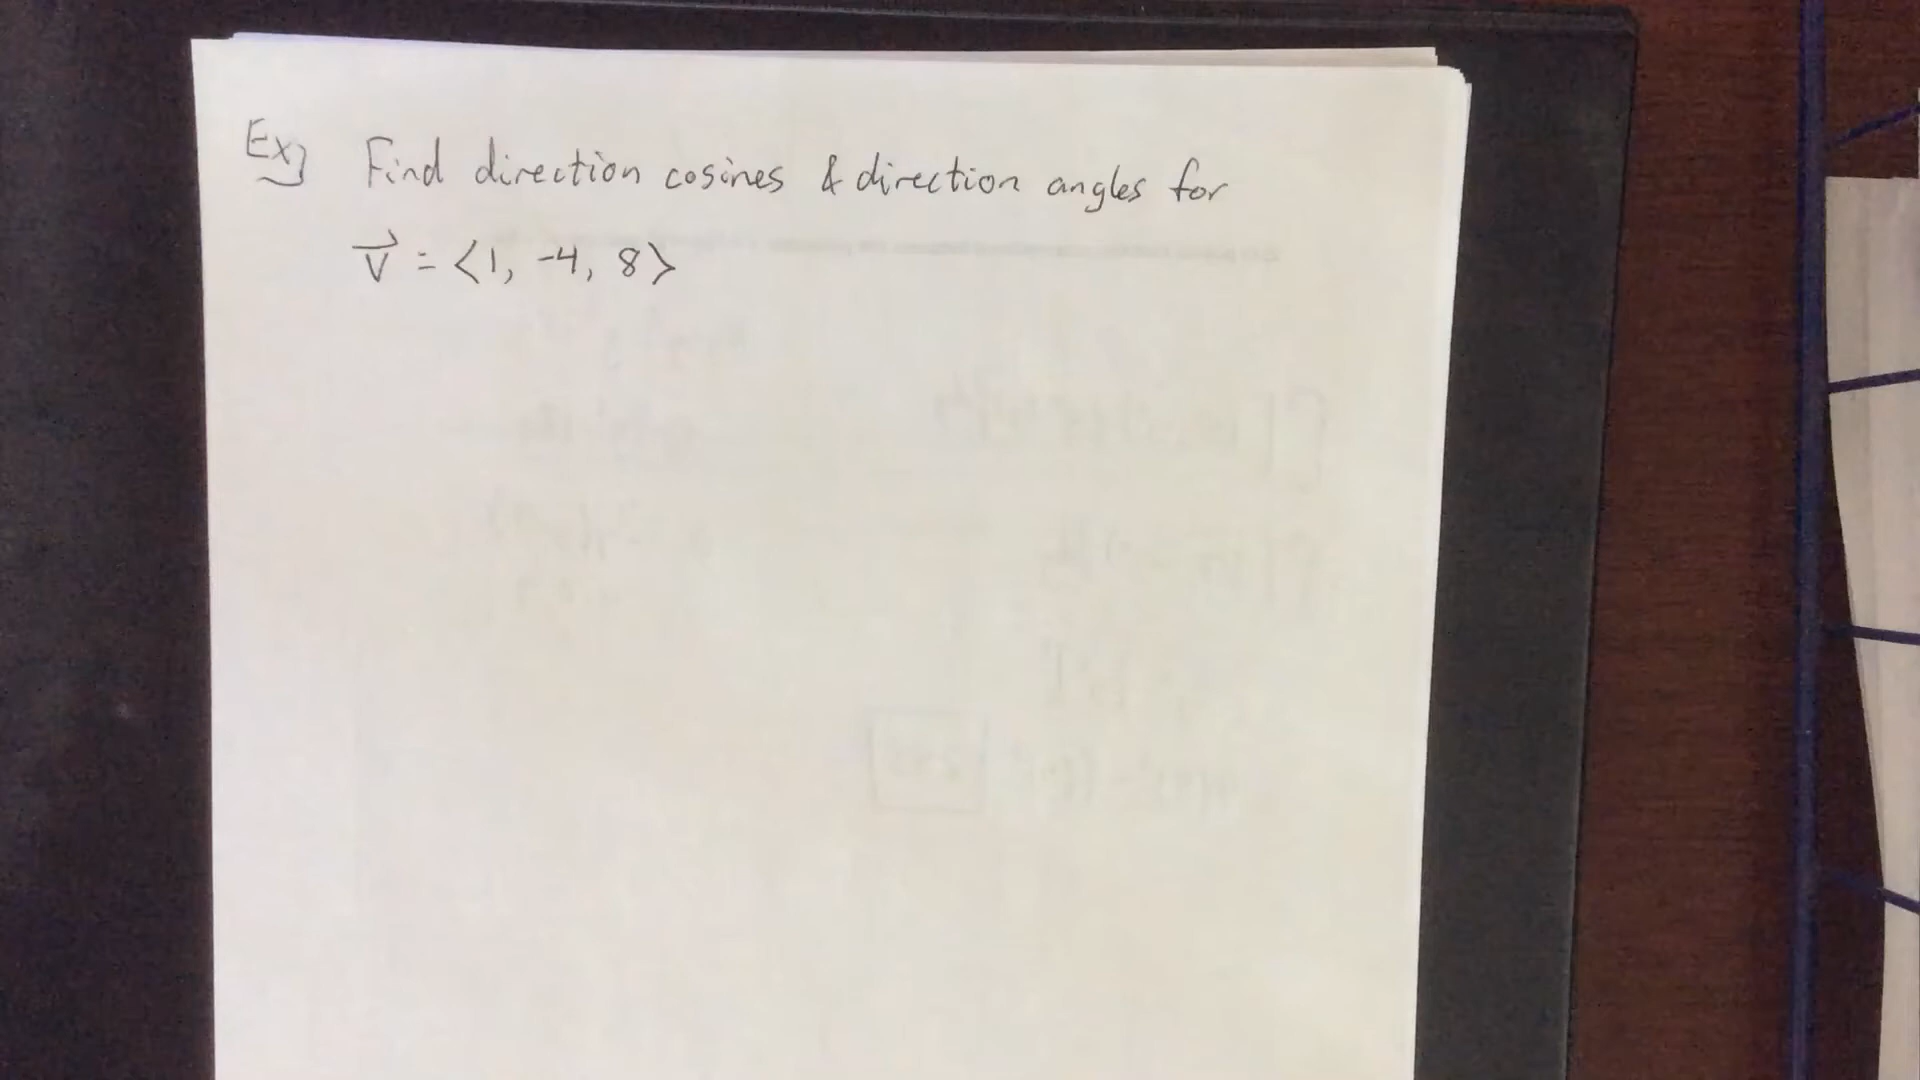 Ex) Find direction cosines & direction angles for
v⃗ = <1, -4, 8>